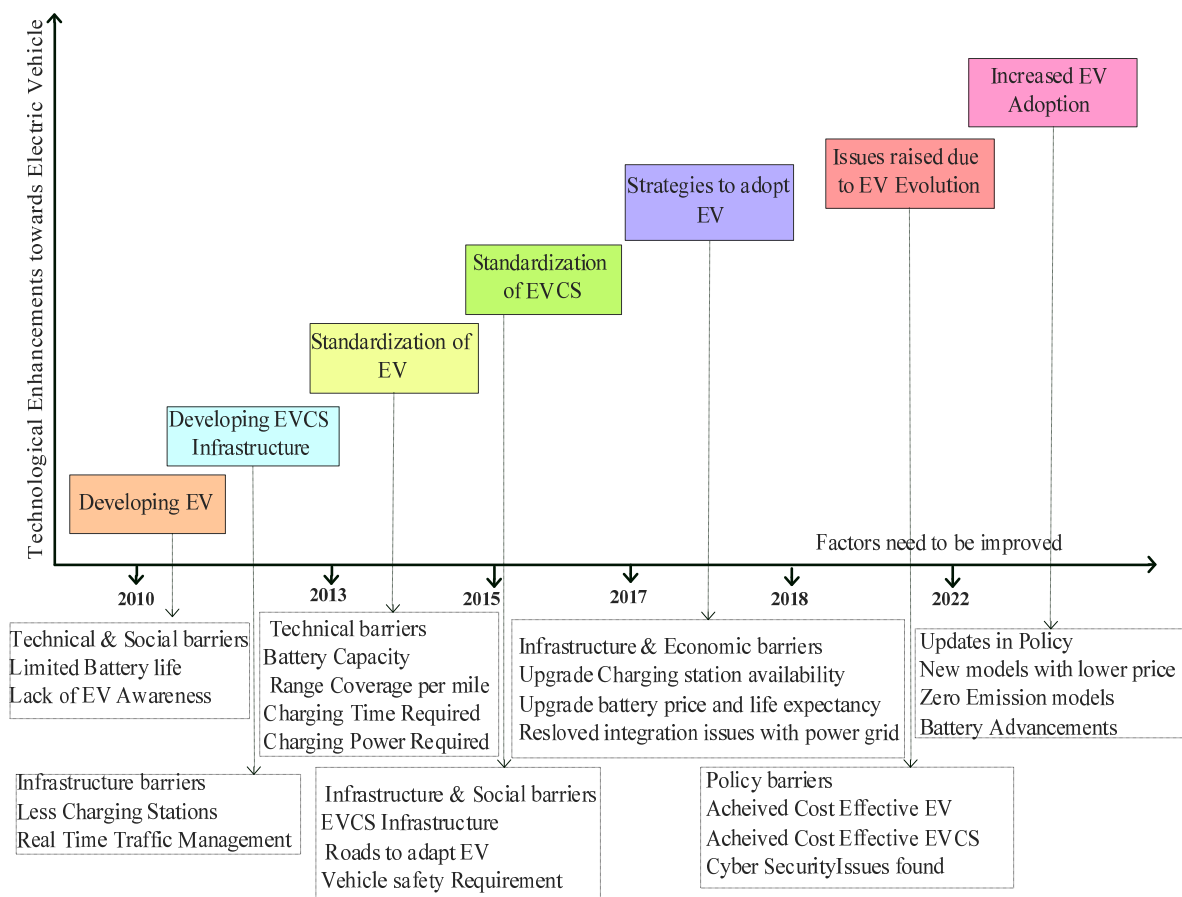 Technological Enhancements towards Electric Vehicle
Increased EV
Adoption
Issues raised due
to EV Evolution
Strategies to adopt
EV
Standardization
of EVCS
Standardization of
EV
Developing EVCS
Infrastructure
Developing EV
Factors need to be improved
2010
2013
2015
2017
2018
2022
Technical & Social barriers
Limited Battery life
Lack of EV Awareness
Technical barriers
Battery Capacity
Range Coverage per mile
Charging Time Required
Charging Power Required
Infrastructure & Economic barriers
Upgrade Charging station availability
Upgrade battery price and life expectancy
Resloved integration issues with power grid
Updates in Policy
New models with lower price
Zero Emission models
Battery Advancements
Infrastructure barriers
Less Charging Stations
Real Time Traffic Management
Infrastructure & Social barriers
EVCS Infrastructure
Roads to adapt EV
Vehicle safety Requirement
Policy barriers
Acheived Cost Effective EV
Acheived Cost Effective EVCS
Cyber SecurityIssues found